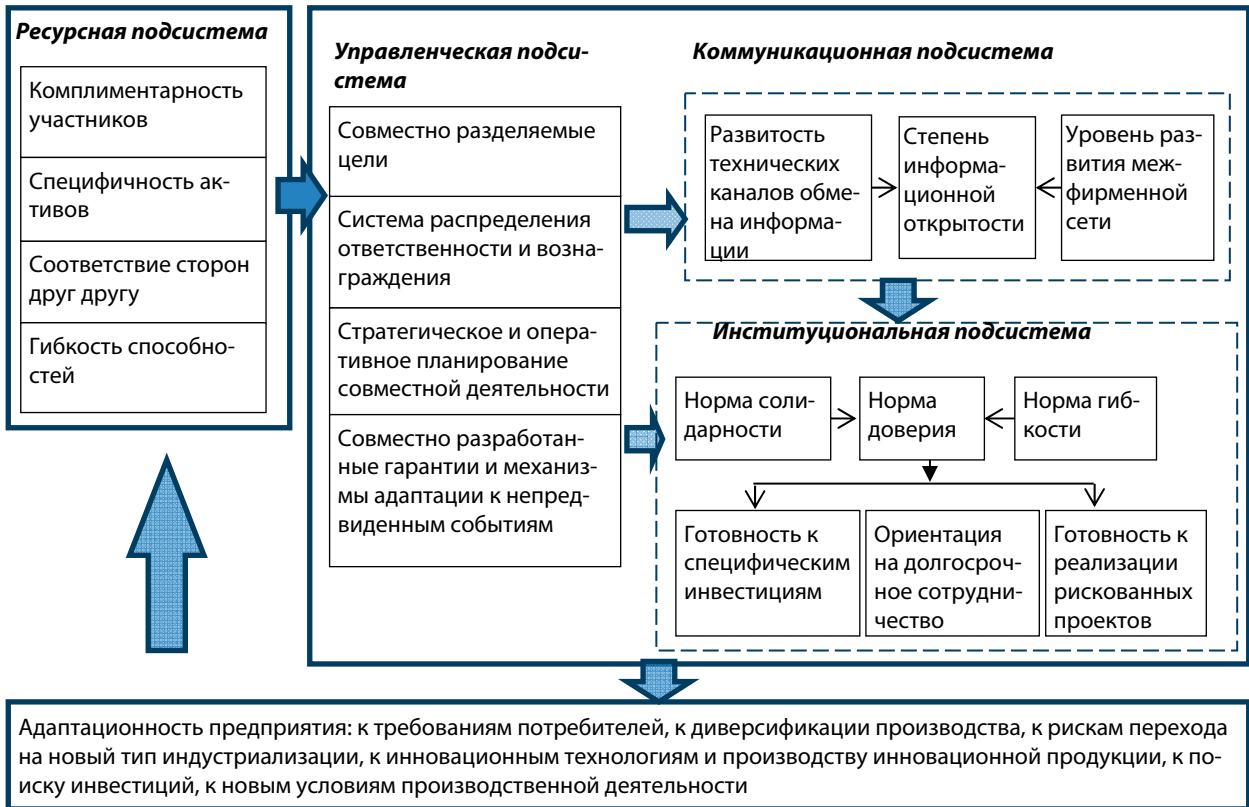 Ресурсная подсистема
Комплиментарность
участников
Специфичность ак-
тивов
Соответствие сторон
друг другу
Гибкость способно-
стей
Управленческая подси-
стема
Совместно разделяемые
цели
Система распределения
ответственности и возна-
граждения
Стратегическое и опера-
тивное планирование
совместной деятельности
Совместно разработан-
ные гарантии и механиз-
мы адаптации к непред-
виденным событиям
Коммуникационная подсистема
Развитость
технических
каналов обме-
на информа-
ции
Степень
информа-
ционной
открытости
Уровень раз-
вития меж-
фирменной
сети
Институциональная подсистема
Норма соли-
дарности
Норма
доверия
Норма гиб-
кости
Готовность к
специфическим
инвестициям
Ориентация
на долгосроч-
ное сотрудни-
чество
Готовность к
реализации
рискованных
проектов
Адаптационность предприятия: к требованиям потребителей, к диверсификации производства, к рискам перехода
на новый тип индустриализации, к инновационным технологиям и производству инновационной продукции, к по-
иску инвестиций, к новым условиям производственной деятельности